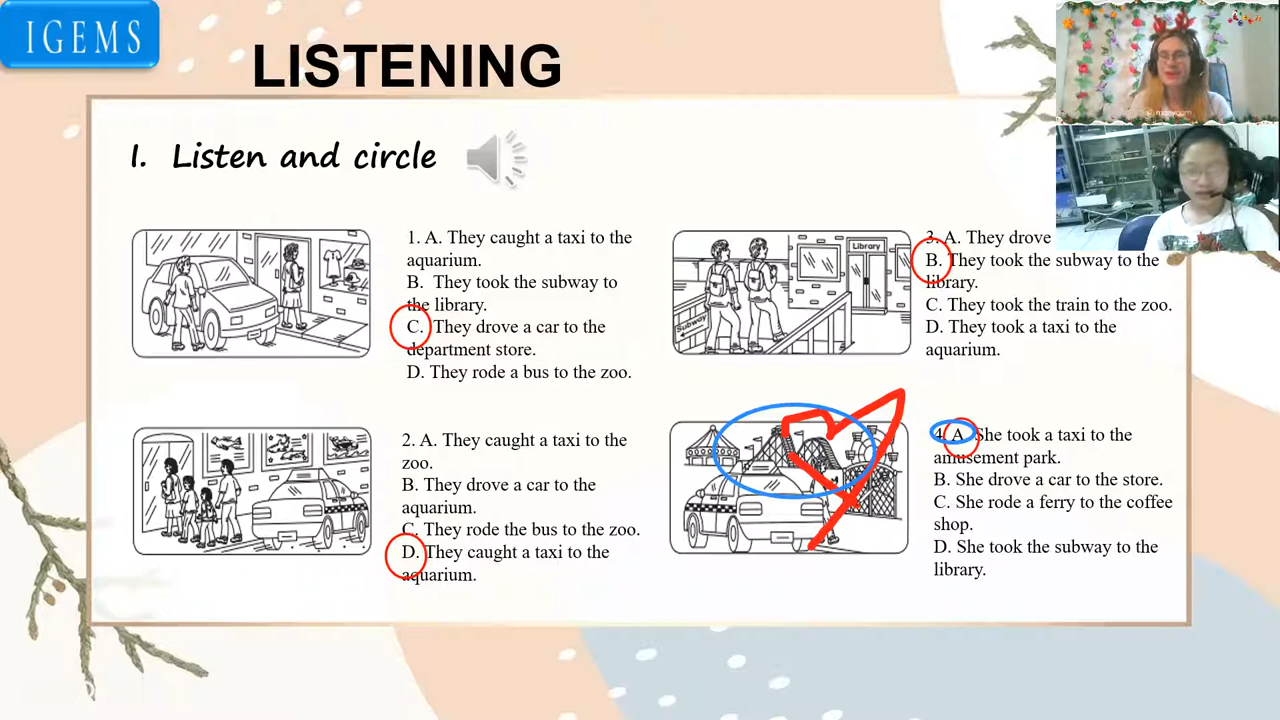 IGEMS
LISTENING
I. Listen and circle
1. A. They caught a taxi to the
aquarium.
B. They took the subway to
the library.
C. They drove a car to the
department store.
D. They rode a bus to the zoo.
2. A. They caught a taxi to the
zoo.
B. They drove a car to the
aquarium.
C. They rode the bus to the zoo.
D. They caught a taxi to the
aquarium.
Library
Subway
3. A. They drove
B. They took the subway to the
library.
C. They took the train to the zoo.
D. They took a taxi to the
aquarium.
4. A. She took a taxi to the
amusement park.
B. She drove a car to the store.
C. She rode a ferry to the coffee
shop.
D. She took the subway to the
library.